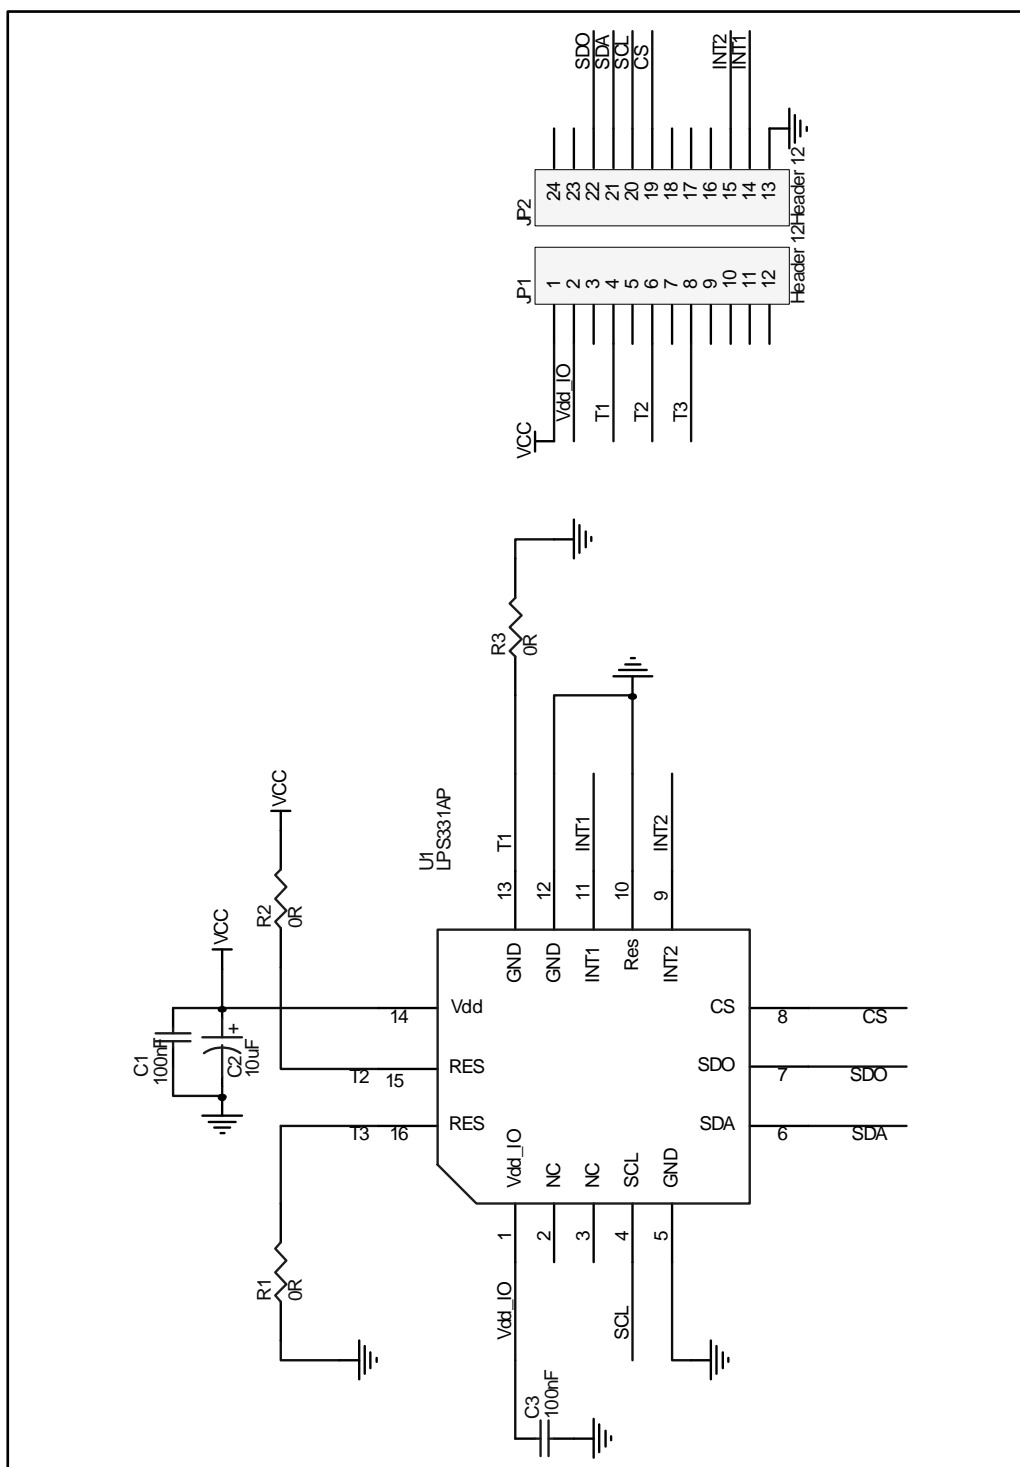 SDO
SDA
SCL
CS
INT2
INT1
JP2
24
23
22
21
20
19
18
17
16
15
14
13
Header 12
JP1
1
2
3
4
5
6
7
8
9
10
11
12
Header 12
VCC
Vdd_IO
T1
T2
T3
R3
0R
VCC
R2
0R
VCC
U1
LPS331AP
T1
INT1
INT2
13
12
11
10
9
GND
GND
INT1
Res
INT2
C1
100nF
C2
10uF
+
14
Vdd
T2
15
RES
T3
16
RES
CS
8
CS
SDO
7
SDO
SDA
6
SDA
Vdd_IO
NC
NC
SCL
GND
1
2
3
4
5
R1
0R
Vdd_IO
SCL
C3
100nF